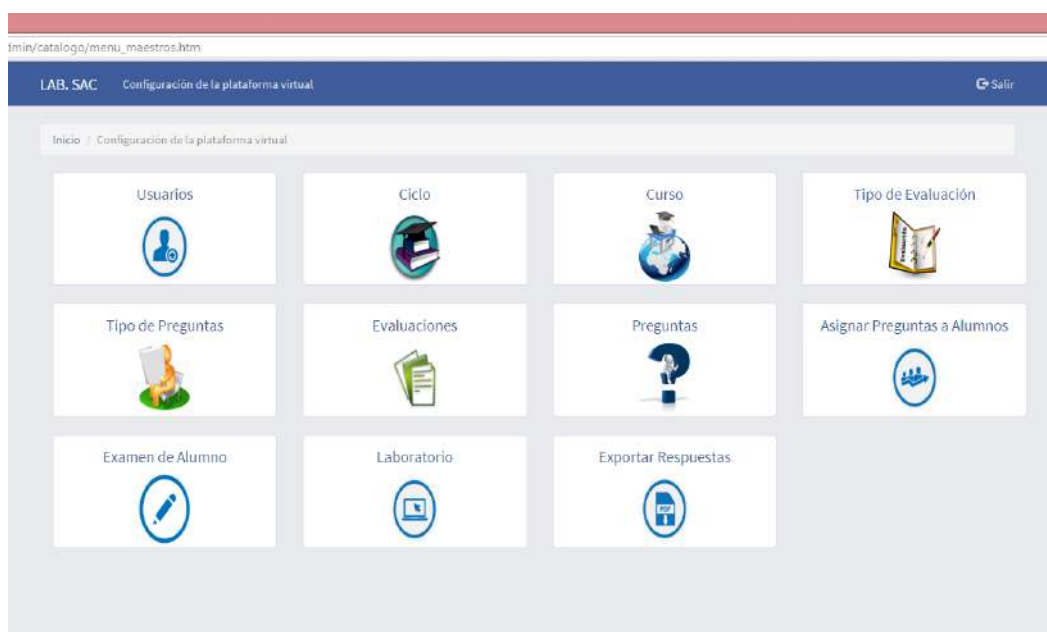 dmin/catalogo/menu_maestros.htm
LAB. SAC Configuración de la plataforma virtual Salir
Inicio / Configuración de la plataforma virtual
Usuarios Ciclo Curso Tipo de Evaluación
Evaluación
Tipo de Preguntas Evaluaciones Preguntas Asignar Preguntas a Alumnos
Examen de Alumno Laboratorio Exportar Respuestas
PDF